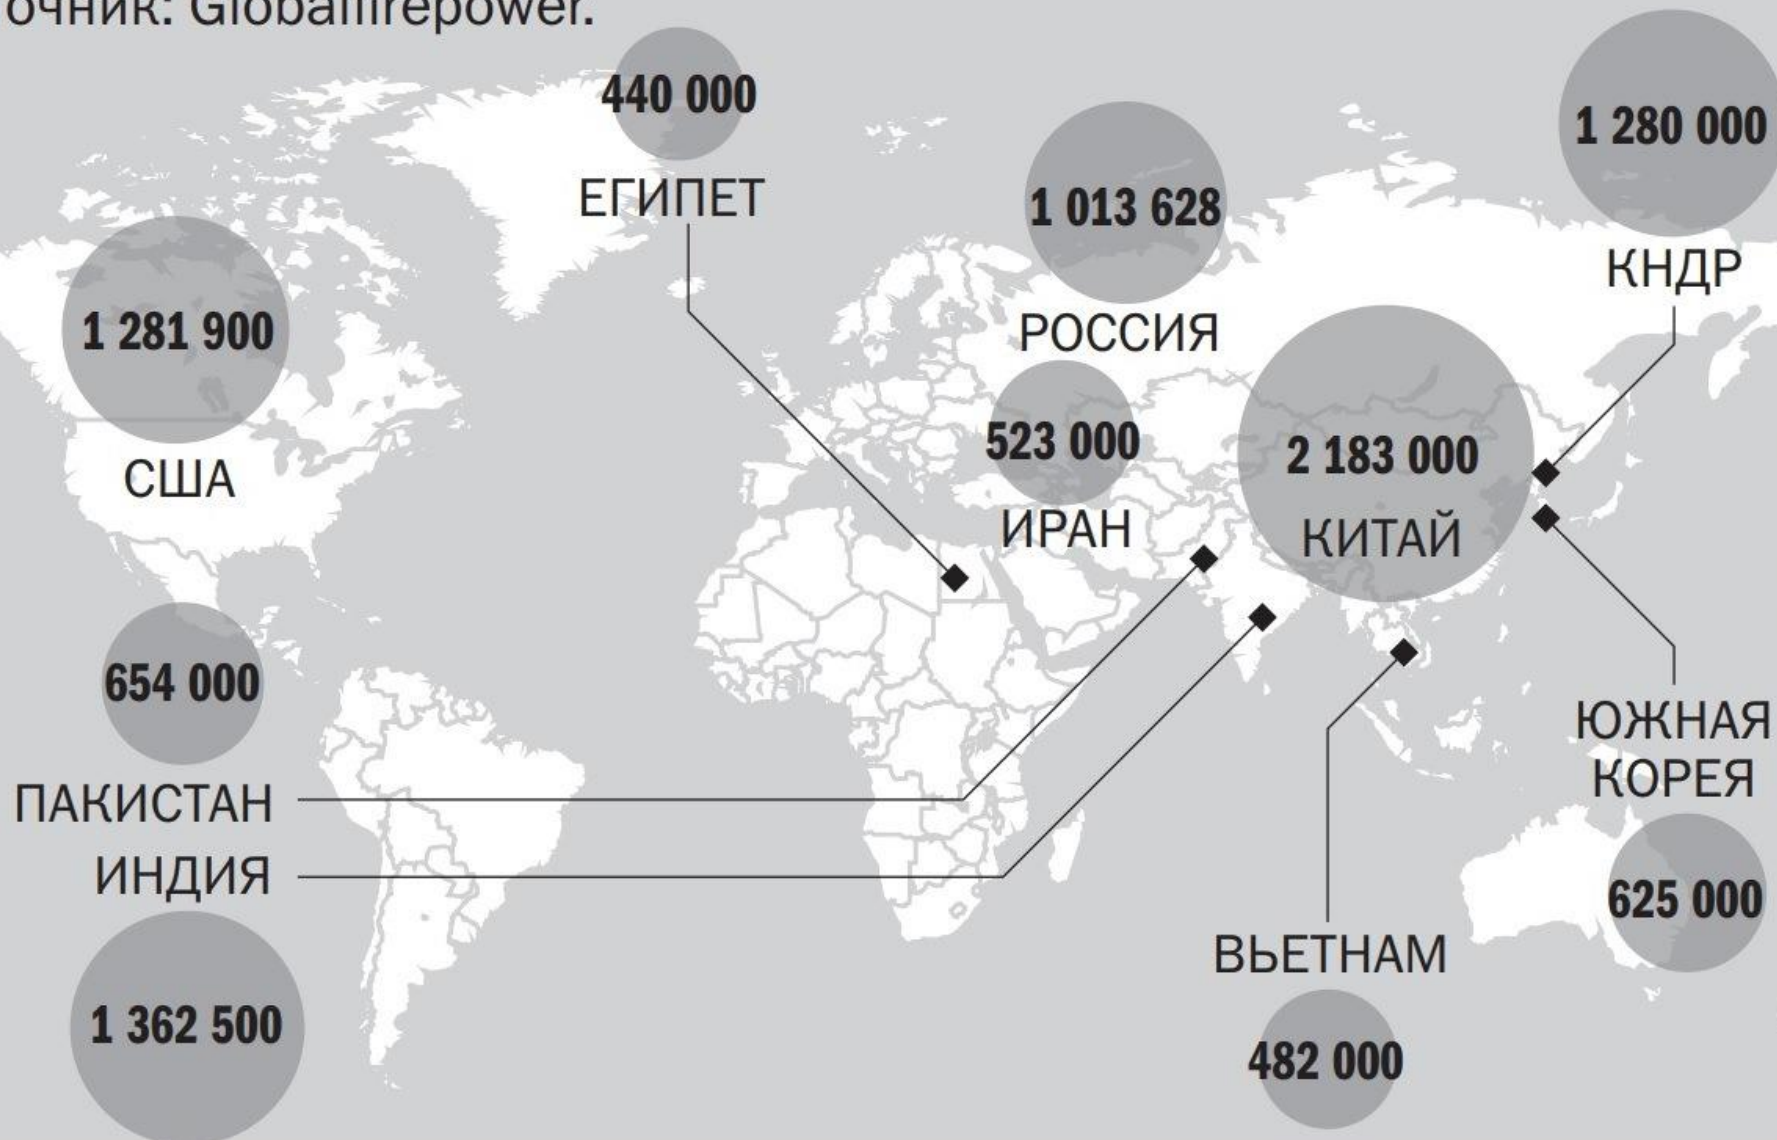 очник: Globalfirepower.
440 000
ЕГИПЕТ
1 013 628
РОССИЯ
1 280 000
КНДР
1 281 900
США
523 000
ИРАН
2 183 000
КИТАЙ
654 000
ПАКИСТАН
ИНДИЯ
1 362 500
ЮЖНАЯ
КОРЕЯ
625 000
ВЬЕТНАМ
482 000